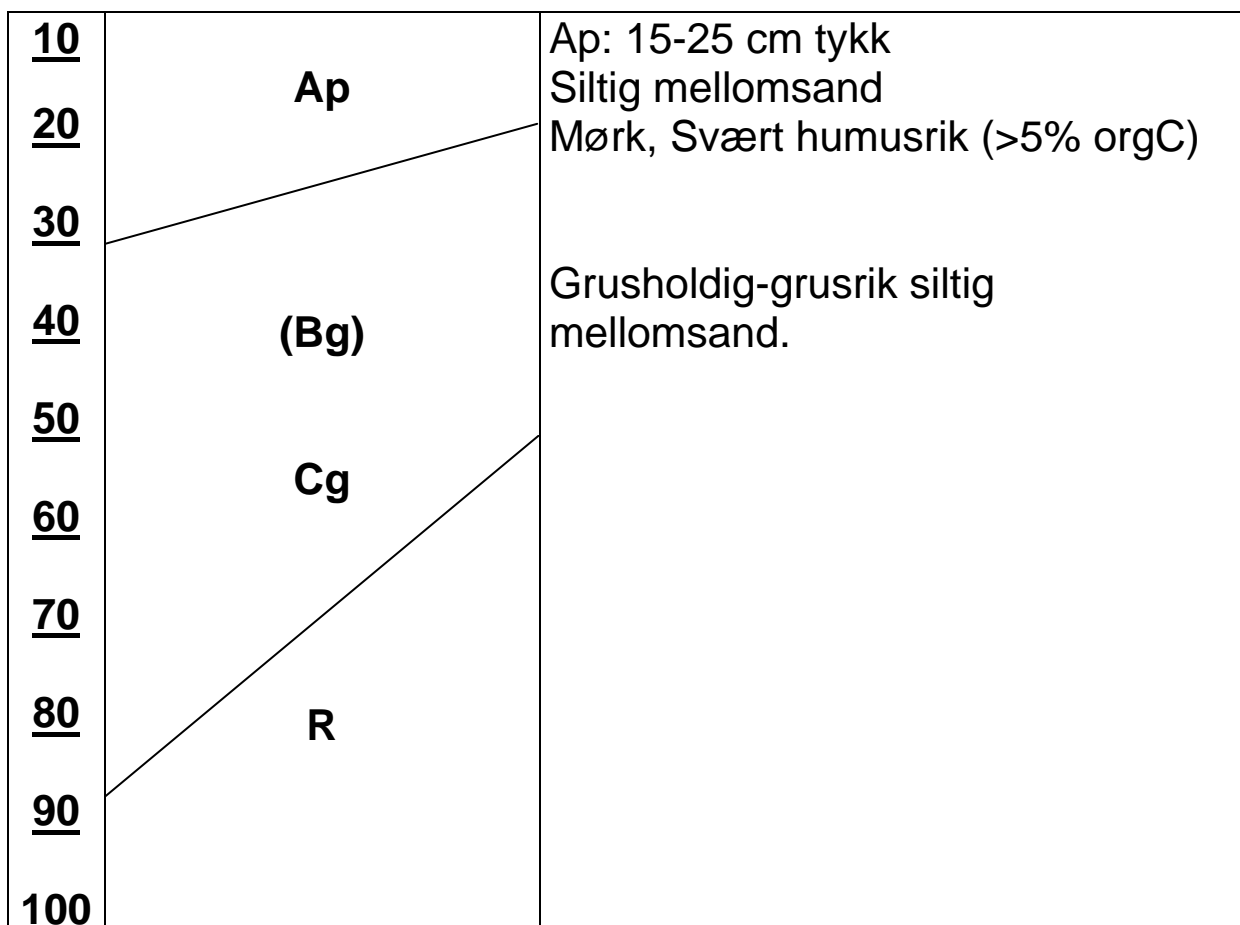 10
Ap: 15-25 cm tykk
Ap
Siltig mellomsand
20
Mørk, Svært humusrik (>5% orgC)
30
Grusholdig-grusrik siltig
40
(Bg)
mellomsand.
50
Cg
60
70
80
R
90
100